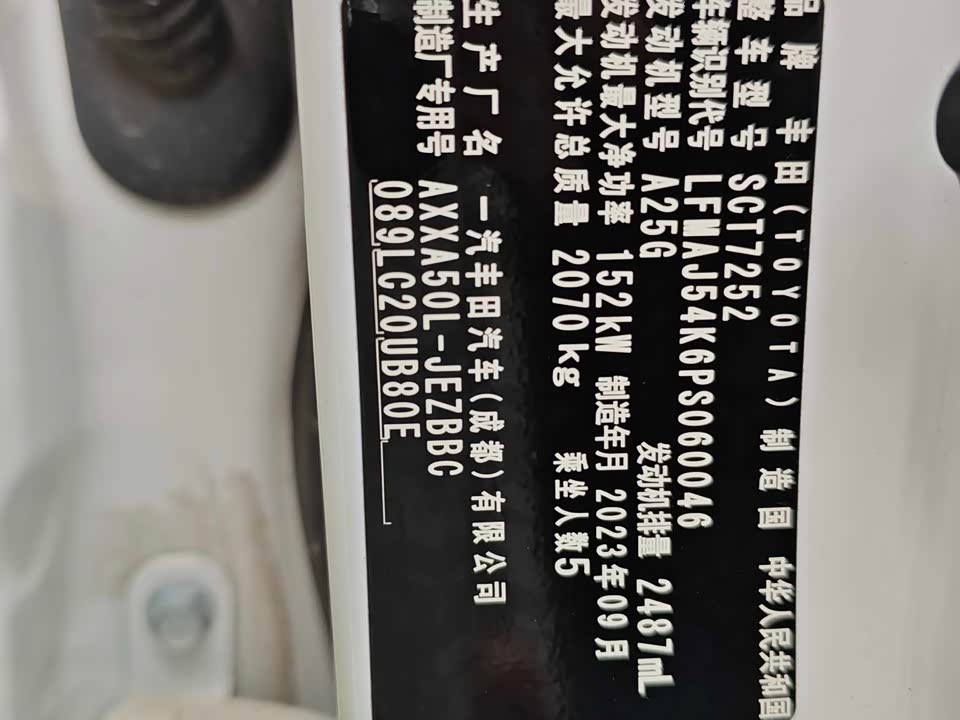 品牌 丰田(TOYOTA) 制造国 中华人民共和国
整车型号 SCT7252
车辆识别代号 LFMAJ54K6PS060046
发动机型号 A25G 发动机排量 2487mL
发动机最大净功率 152kW 制造年月 2023年09月
最大允许总质量 2070kg 乘坐人数5
生产厂名 一汽丰田汽车(成都)有限公司
制造厂专用号 AXXA50L-JEZBBC
089LC20UB80E